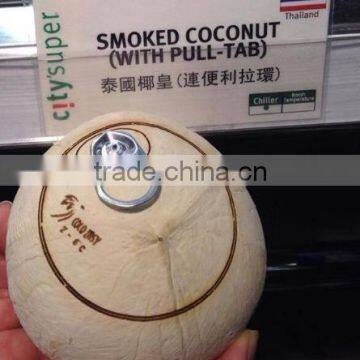 Thailand
SMOKED COCONUT
(WITH PULL-TAB)
泰國椰皇(連便利拉環)
city'super
Chiller
Room
Temperature
trade.china.cn